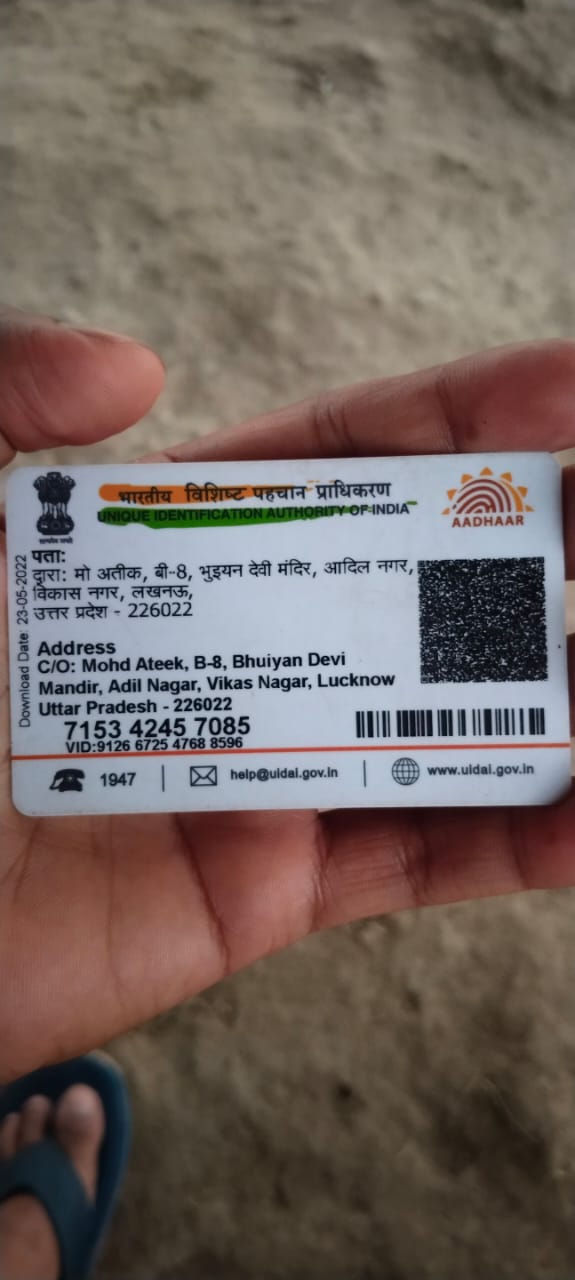 भारतीय विशिष्ट पहचान प्राधिकरण
UNIQUE IDENTIFICATION AUTHORITY OF INDIA
AADHAAR
पता:
द्वारा: मो अतीक, बी-8, भुइयन देवी मंदिर, आदिल नगर,
विकास नगर, लखनऊ,
उत्तर प्रदेश - 226022
Download Date: 23-05-2022
Address
C/O: Mohd Ateek, B-8, Bhuiyan Devi
Mandir, Adil Nagar, Vikas Nagar, Lucknow
Uttar Pradesh - 226022
7153 4245 7085
VID:9126 6725 4768 8596
1947
help@uidai.gov.in
www.uidai.gov.in